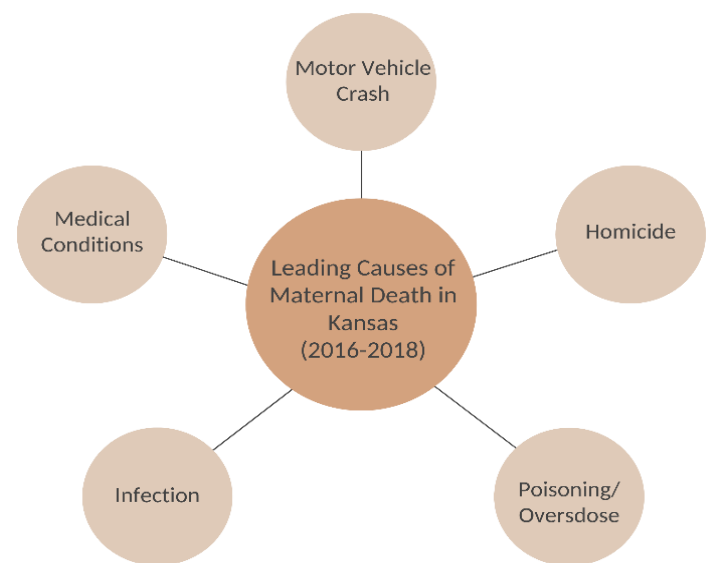 Motor Vehicle
Crash
Medical
Conditions
Homicide
Leading Causes of
Maternal Death in
Kansas
(2016-2018)
Infection
Poisoning/
Oversdose